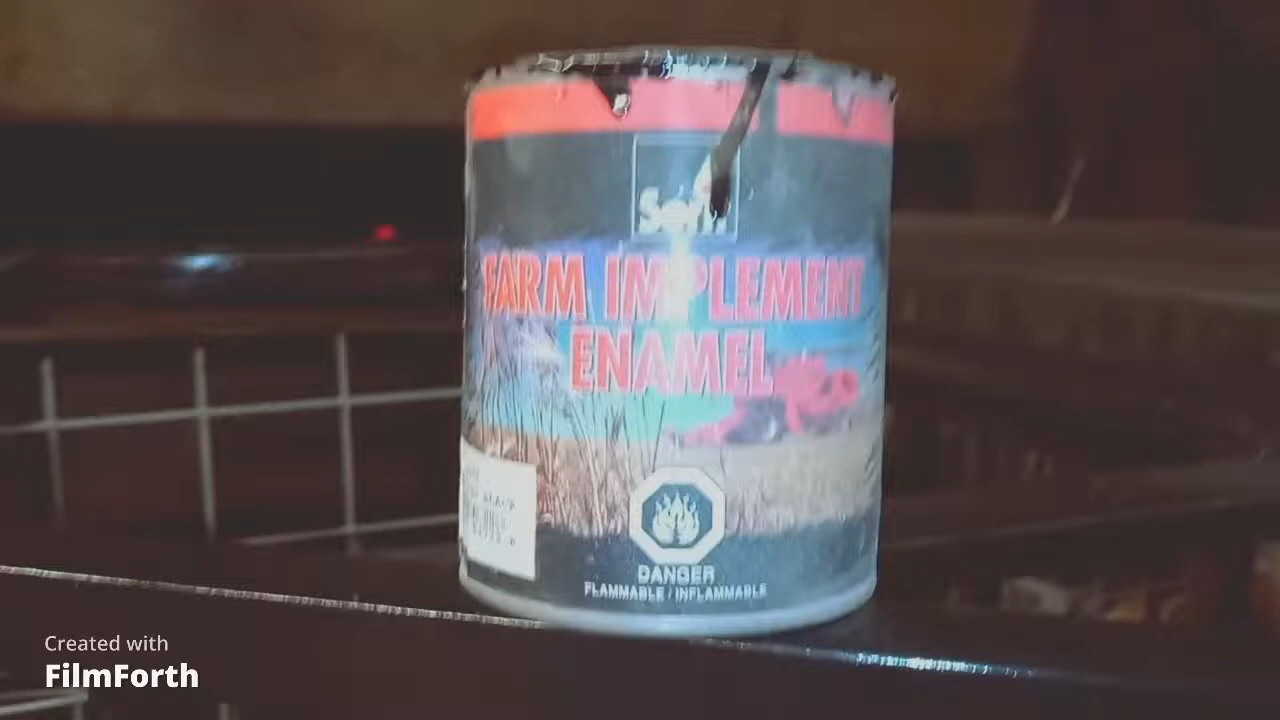 FARM IMPLEMENT
ENAMEL
DANGER
FLAMMABLE / INFLAMMABLE
Created with
FilmForth